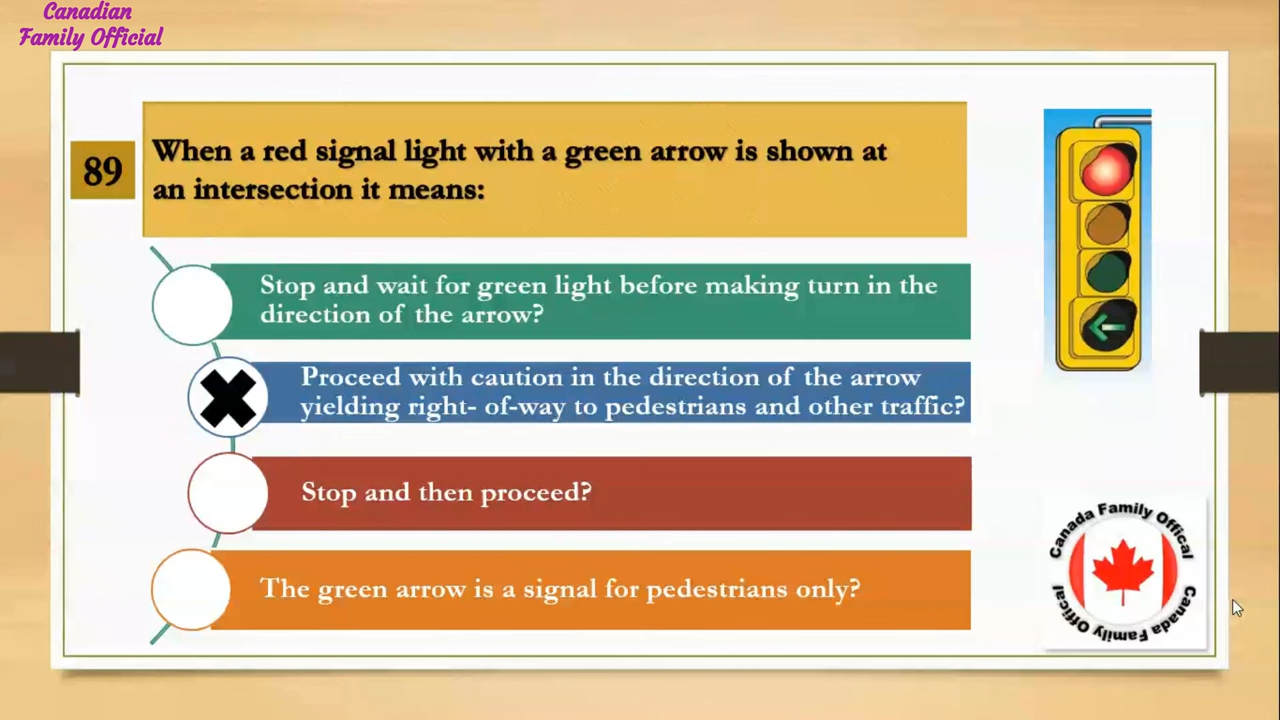 Canadian
Family Official
89
When a red signal light with a green arrow is shown at
an intersection it means:
Stop and wait for green light before making turn in the
direction of the arrow?
Proceed with caution in the direction of the arrow
yielding right- of-way to pedestrians and other traffic?
Stop and then proceed?
The green arrow is a signal for pedestrians only?
Canada Family Offical
Canada Family Offical